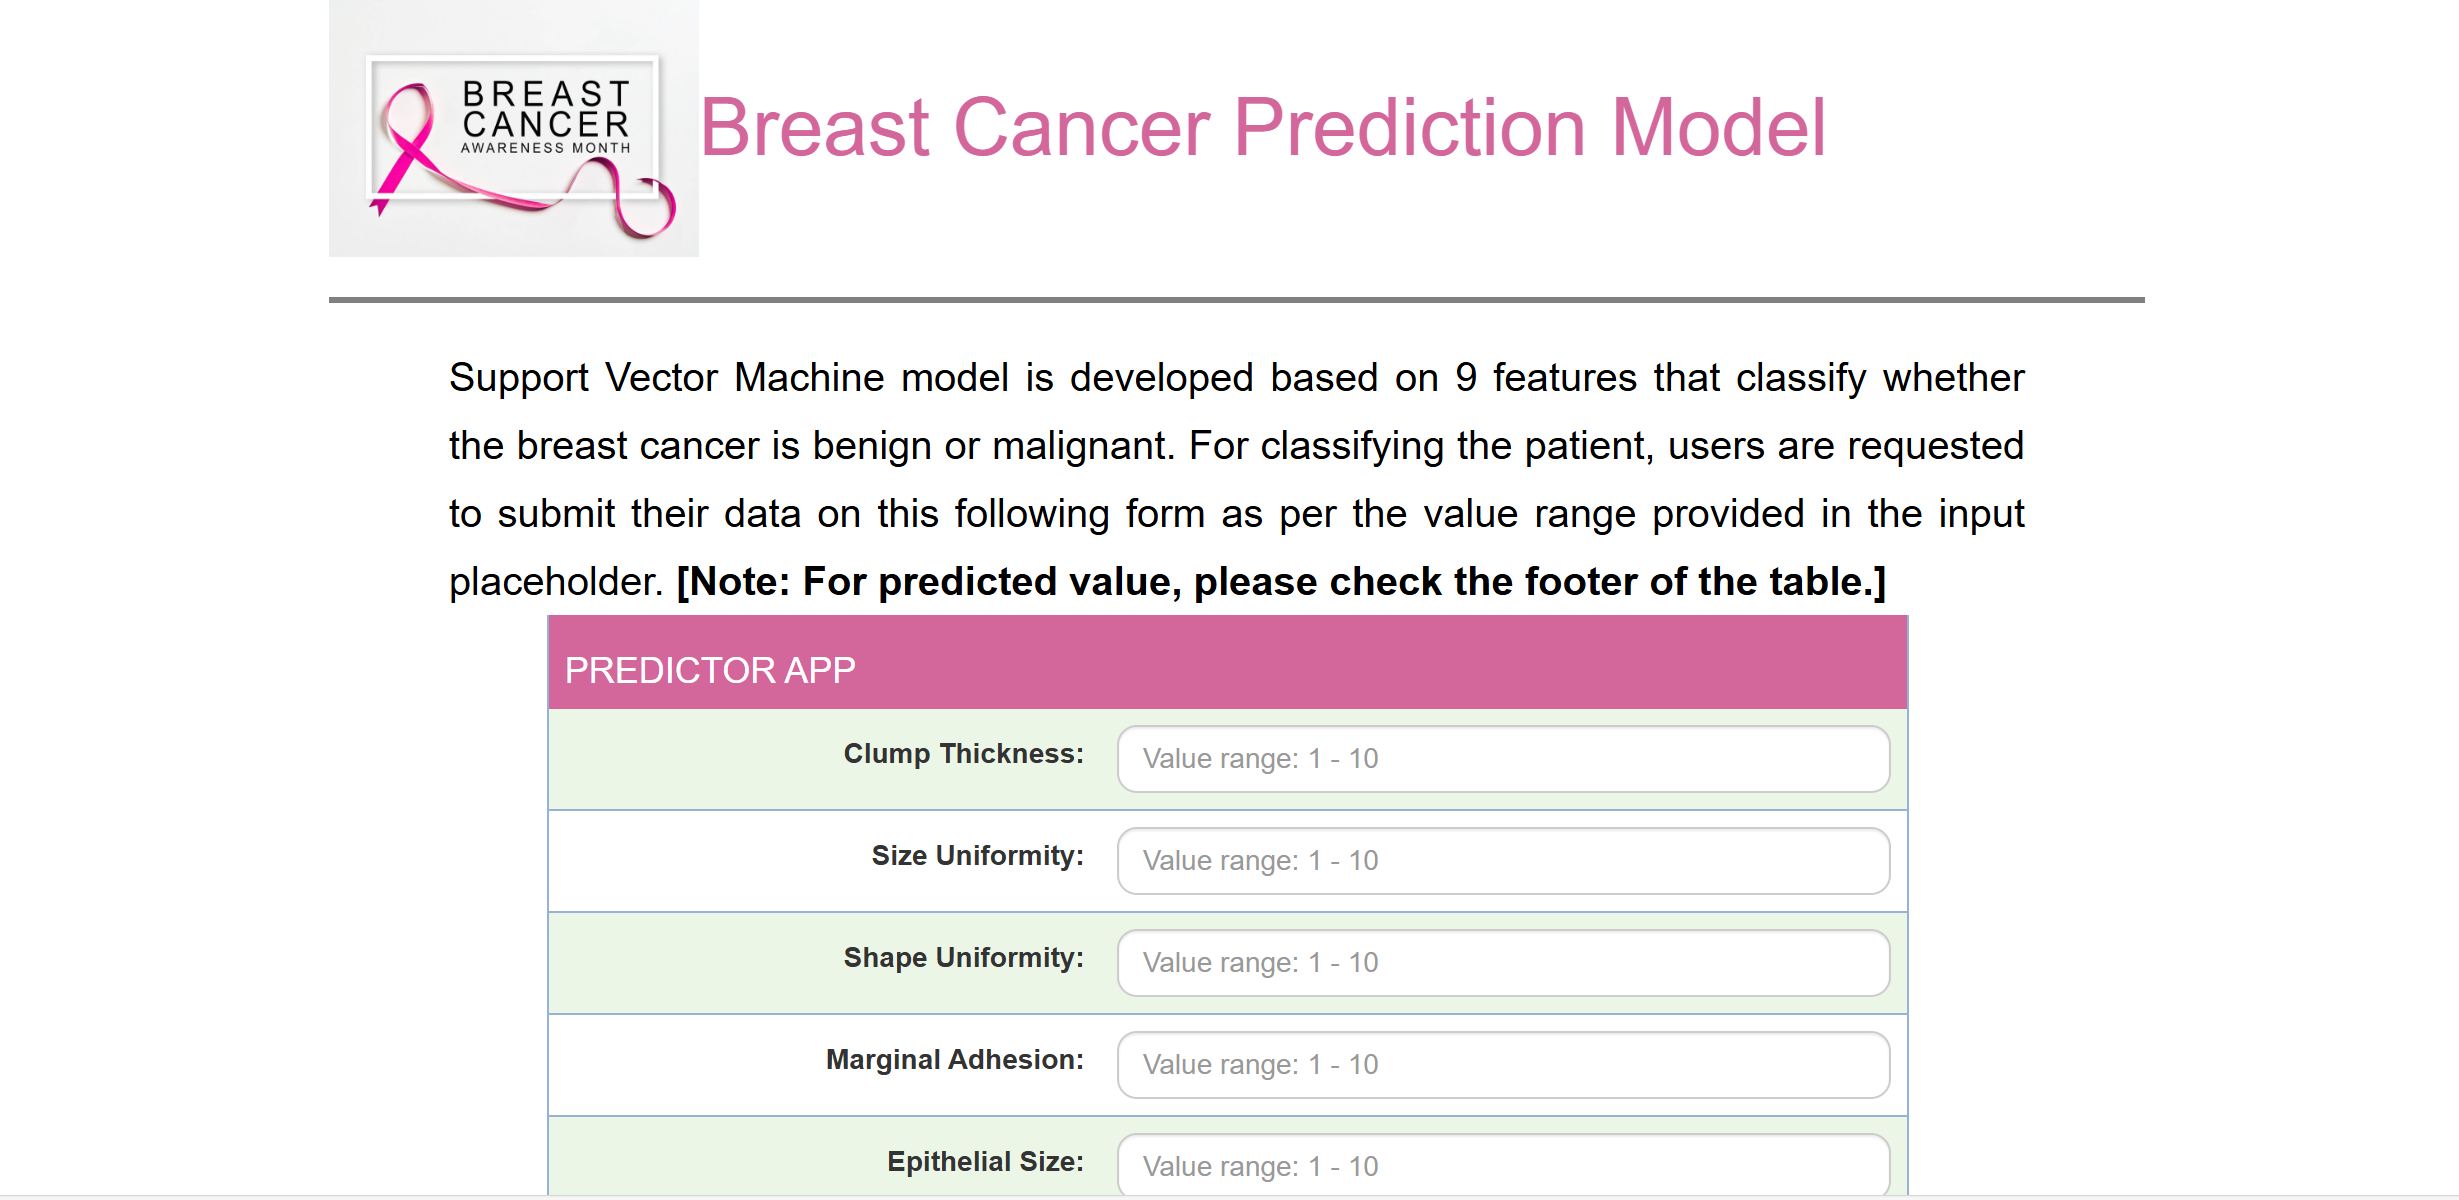 BREAST
CANCER
AWARENESS MONTH
Breast Cancer Prediction Model
Support Vector Machine model is developed based on 9 features that classify whether
the breast cancer is benign or malignant. For classifying the patient, users are requested
to submit their data on this following form as per the value range provided in the input
placeholder. [Note: For predicted value, please check the footer of the table.]
PREDICTOR APP
Clump Thickness: Value range: 1 - 10
Size Uniformity: Value range: 1 - 10
Shape Uniformity: Value range: 1 - 10
Marginal Adhesion: Value range: 1 - 10
Epithelial Size: Value range: 1 - 10